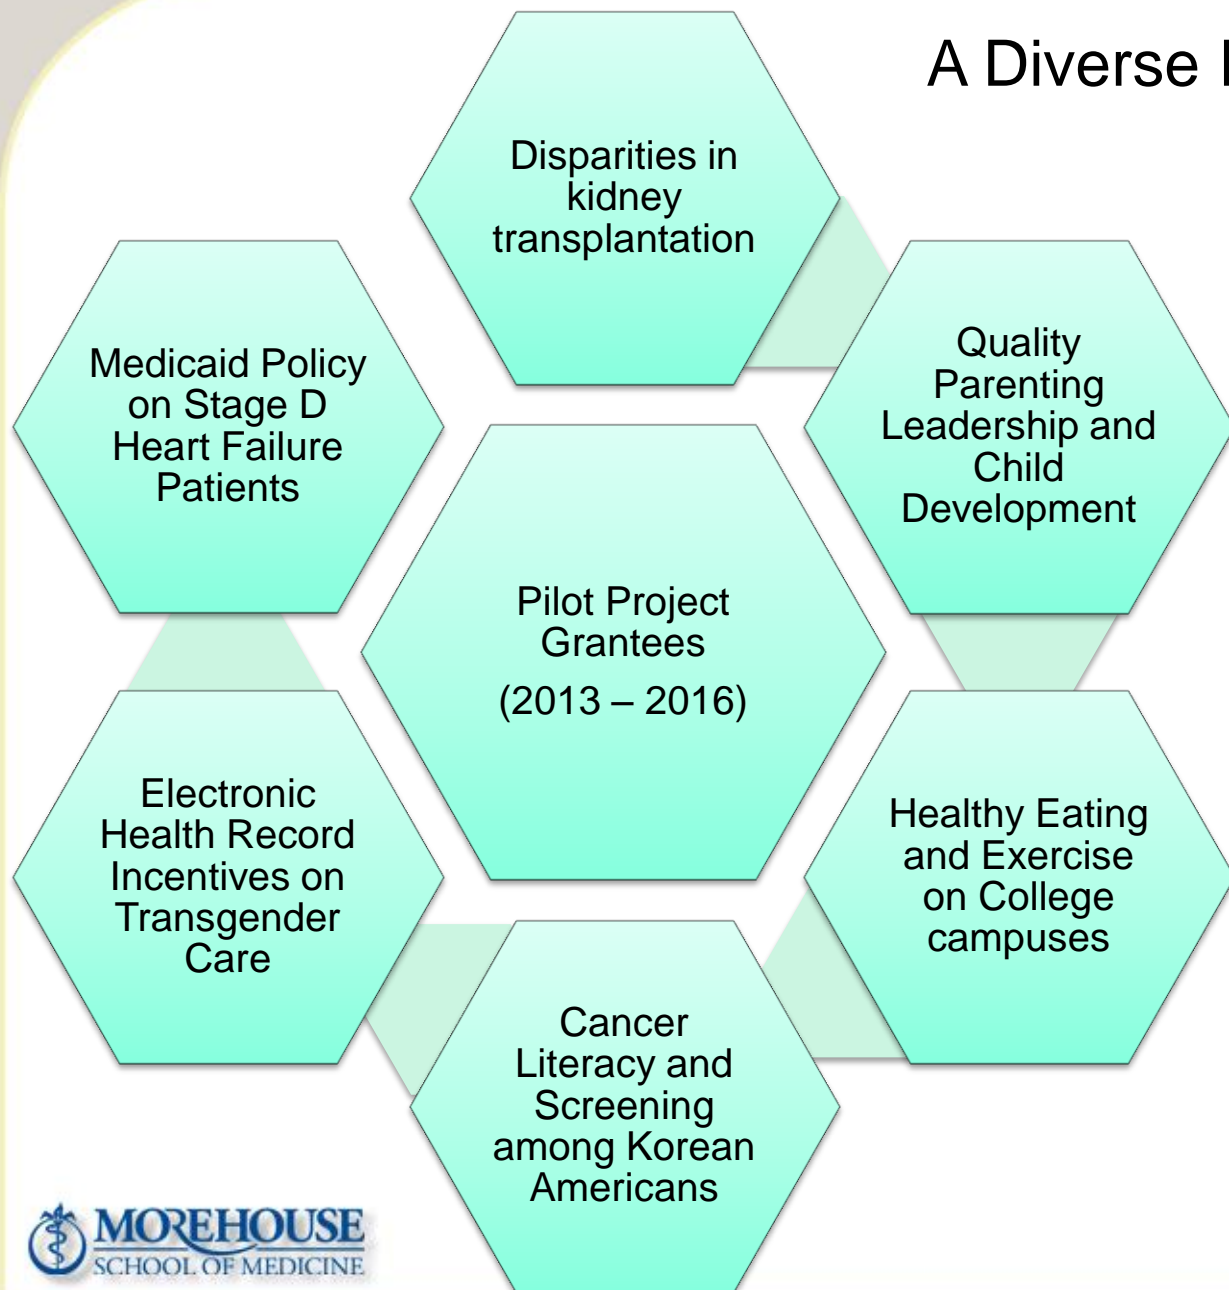 A Diverse
Disparities in
kidney
transplantation
Medicaid Policy
on Stage D
Heart Failure
Patients
Quality
Parenting
Leadership and
Child
Development
Pilot Project
Grantees
(2013 – 2016)
Electronic
Health Record
Incentives on
Transgender
Care
Healthy Eating
and Exercise
on College
campuses
Cancer
Literacy and
Screening
among Korean
Americans
MOREHOUSE
SCHOOL OF MEDICINE